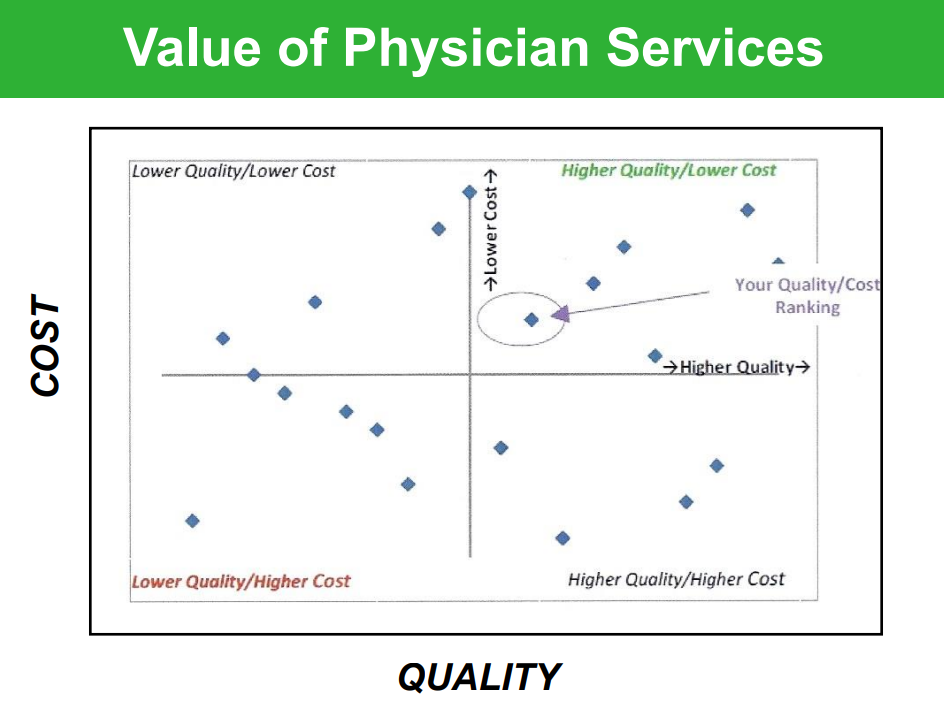 Value of Physician Services
Lower Quality/Lower Cost
Higher Quality/Lower Cost
→Lower Cost→
Your Quality/Cost
Ranking
COST
→Higher Quality→
Lower Quality/Higher Cost
Higher Quality/Higher Cost
QUALITY